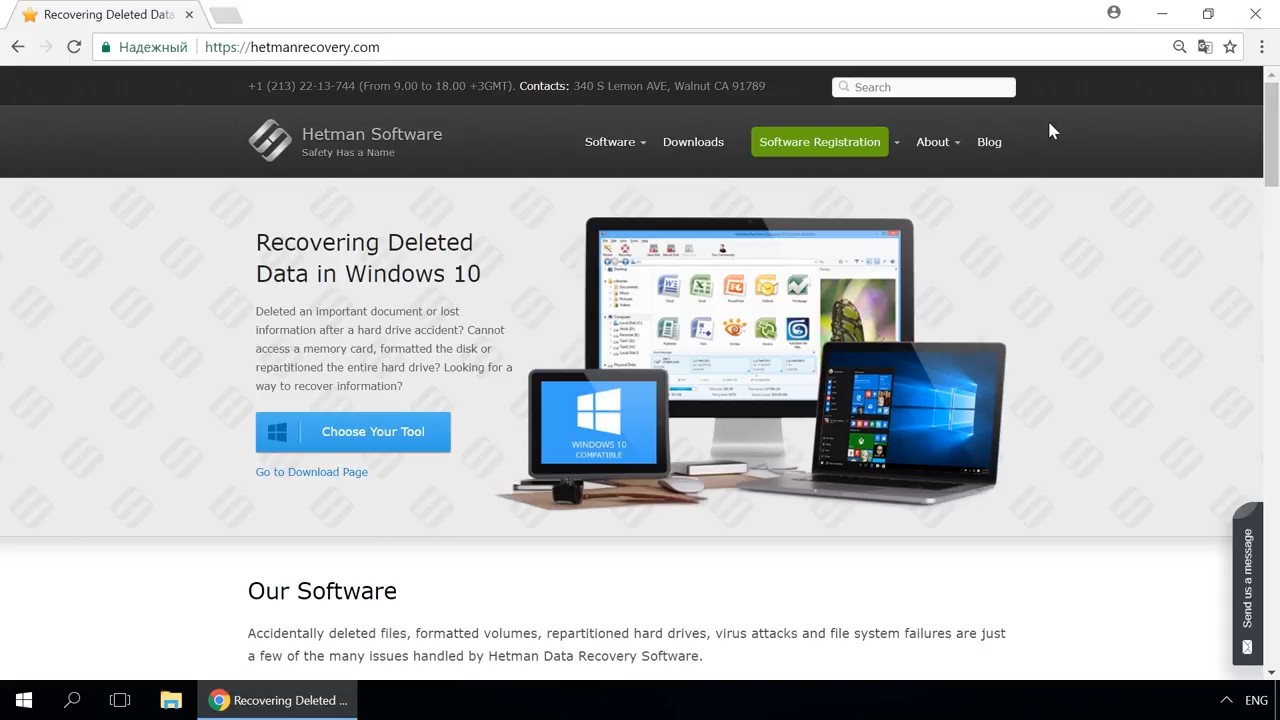 Recovering Deleted Data
Надежный
https://hetmanrecovery.com
+1 (213) 22-13-744 (From 9.00 to 18.00 +3GMT). Contacts: 340 S Lemon AVE, Walnut CA 91789
Search
Hetman Software
Safety Has a Name
Software
Downloads
Software Registration
About
Blog
Recovering Deleted
Data in Windows 10
Deleted an important document or lost
information after a hard drive accident? Cannot
access a memory card, formatted the disk or
repartitioned the entire hard drive? Looking for a
way to recover information?
Choose Your Tool
Go to Download Page
WINDOWS 10
COMPATIBLE
Send us a message
Our Software
Accidentally deleted files, formatted volumes, repartitioned hard drives, virus attacks and file system failures are just
a few of the many issues handled by Hetman Data Recovery Software.
Recovering Deleted ...
ENG